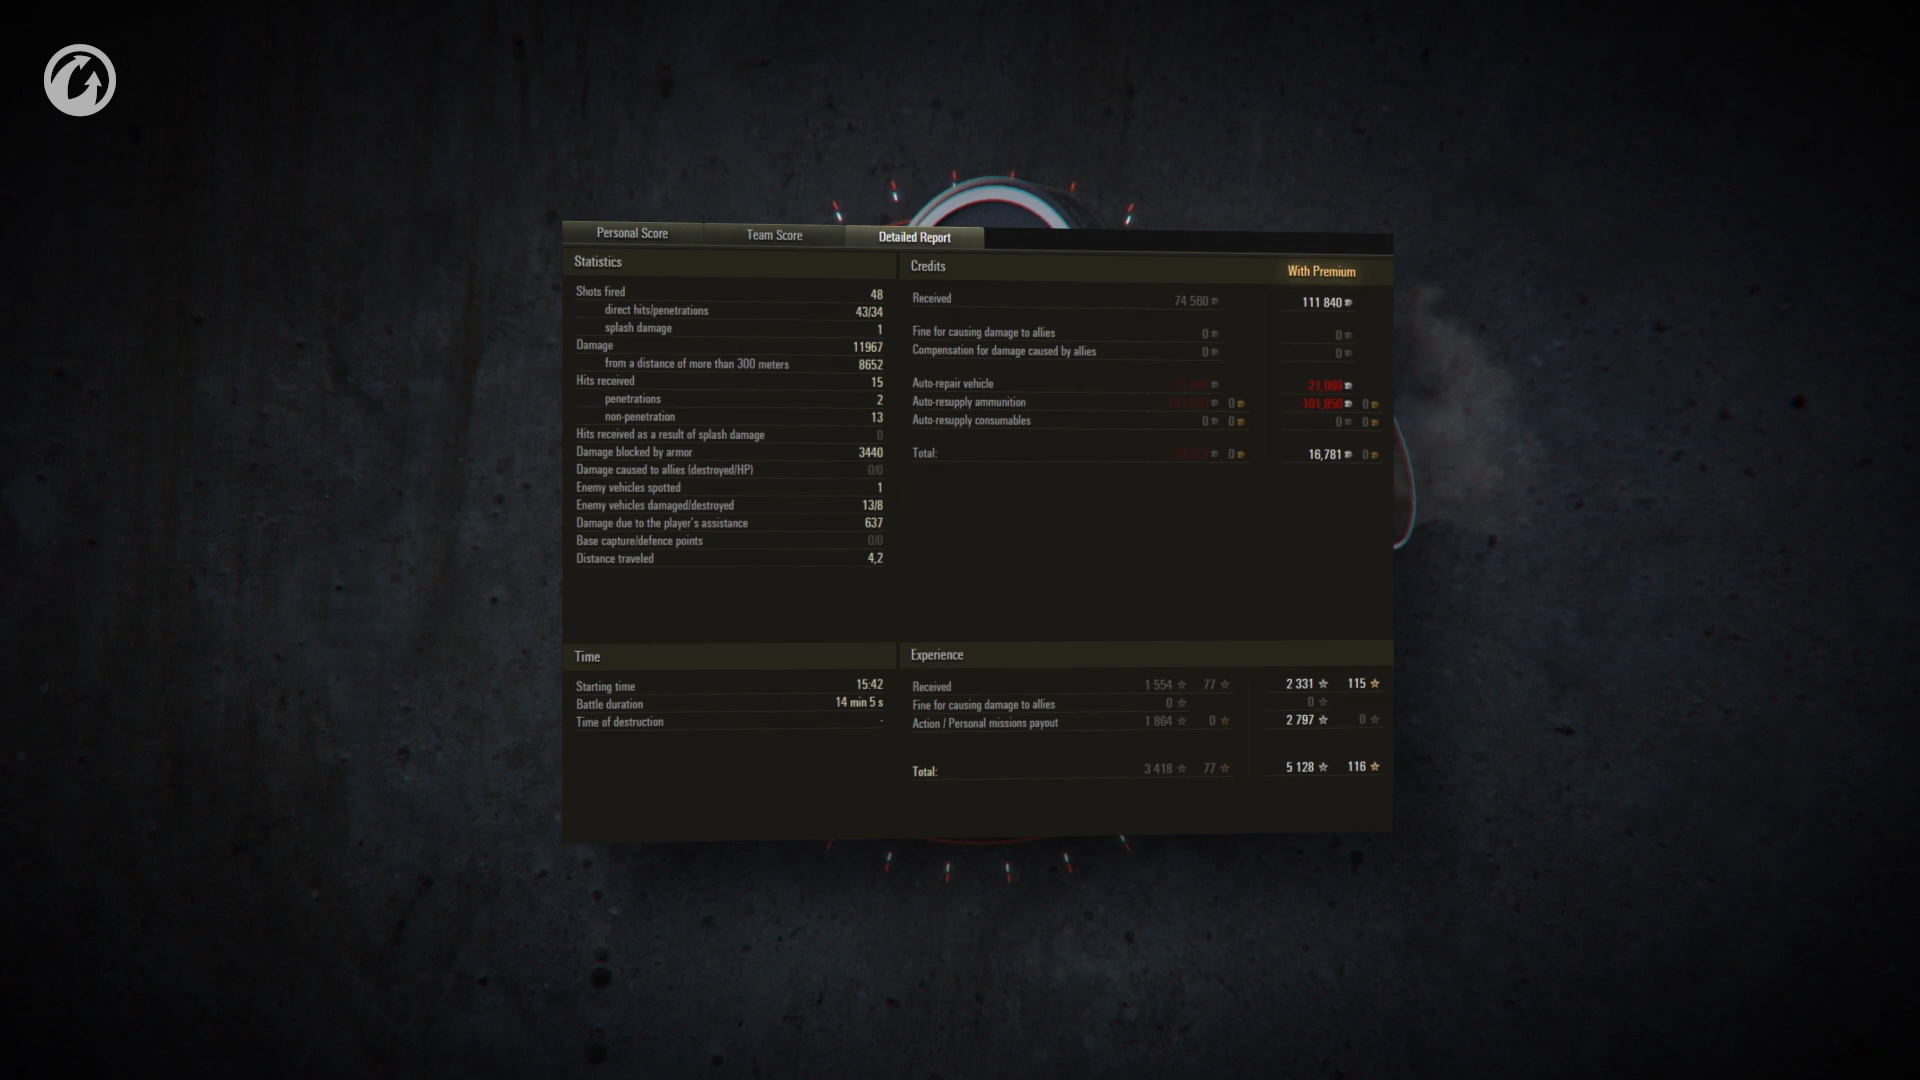 Personal Score Team Score Detailed Report
Statistics
Shots fired 48
direct hits/penetrations 43/34
splash damage 1
Damage 11967
from a distance of more than 300 meters 8652
Hits received 15
penetrations 2
non-penetration 13
Hits received as a result of splash damage 0
Damage blocked by armor 3440
Damage caused to allies (destroyed/HP) 0/0
Enemy vehicles spotted 1
Enemy vehicles damaged/destroyed 13/8
Damage due to the player's assistance 637
Base capture/defence points 0/0
Distance traveled 4,2
Credits With Premium
Received 74 560 111 840
Fine for causing damage to allies 0 0
Compensation for damage caused by allies 0 0
Auto-repair vehicle -21,089
Auto-resupply ammunition 0 -101,950 0
Auto-resupply consumables 0 0 0 0
Total: 0 16,781 0
Time
Starting time 15:42
Battle duration 14 min 5 s
Time of destruction -
Experience
Received 1 554 77 2 331 115
Fine for causing damage to allies 0 0
Action / Personal missions payout 1 864 0 2 797 0
Total: 3 418 77 5 128 116